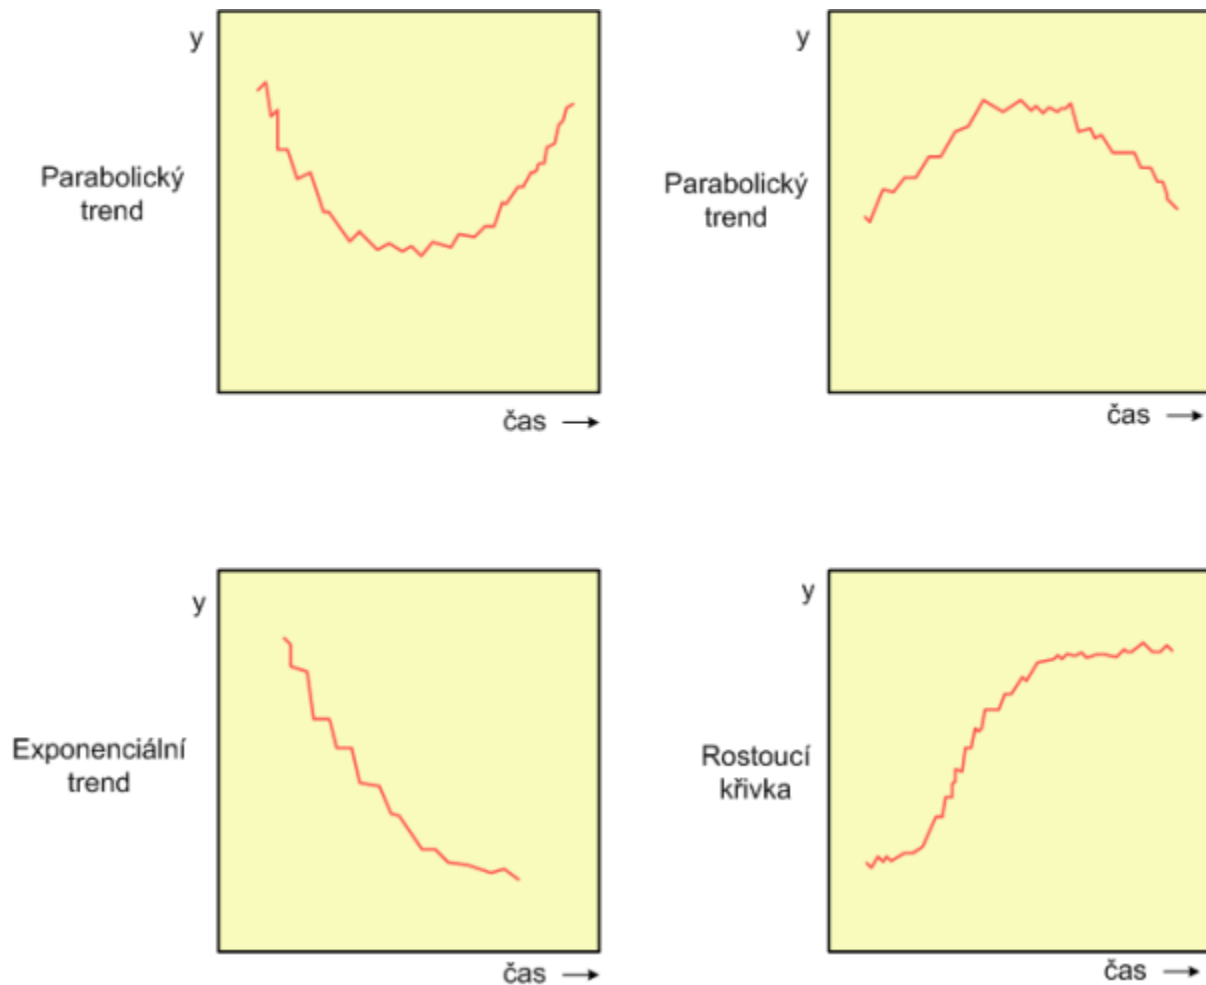 y
Parabolický
trend
čas
y
Parabolický
trend
čas
y
Exponenciální
trend
čas
y
Rostoucí
křivka
čas